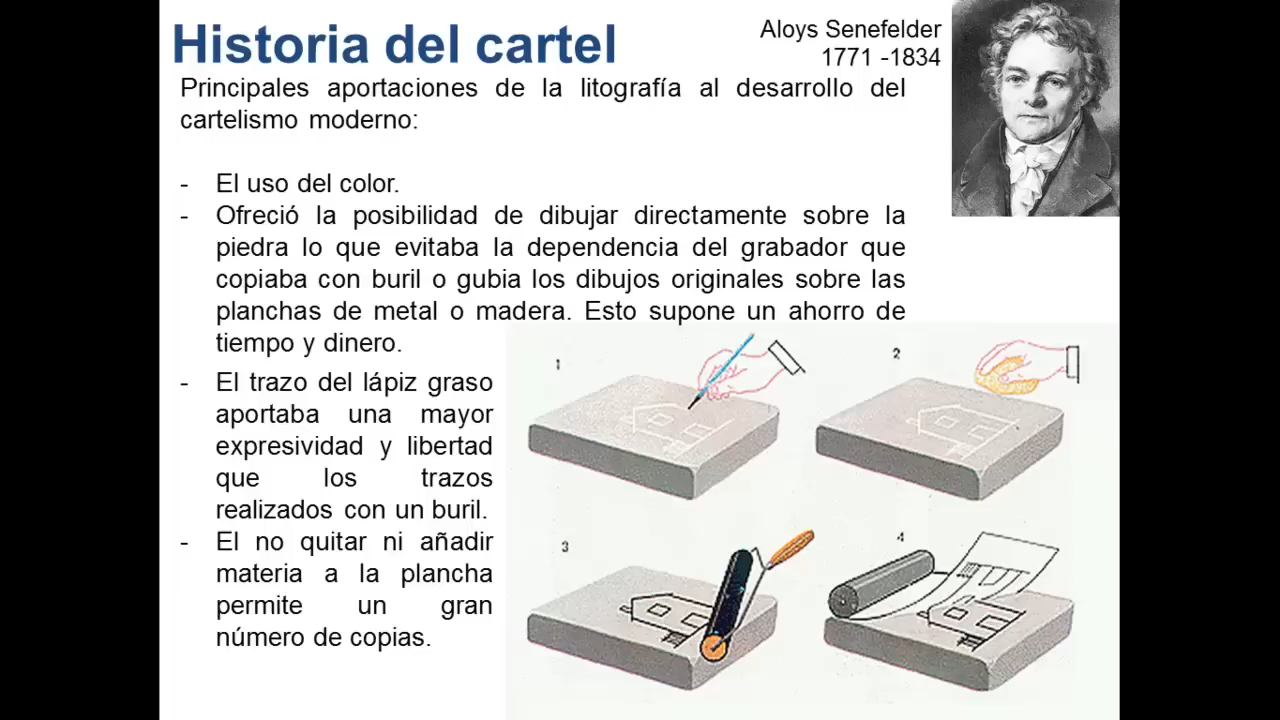 Historia del cartel
Aloys Senefelder
1771 -1834
Principales aportaciones de la litografía al desarrollo del
cartelismo moderno:
- El uso del color.
- Ofreció la posibilidad de dibujar directamente sobre la
piedra lo que evitaba la dependencia del grabador que
copiaba con buril o gubia los dibujos originales sobre las
planchas de metal o madera. Esto supone un ahorro de
tiempo y dinero.
- El trazo del lápiz graso
aportaba una mayor
expresividad y libertad
que los trazos
realizados con un buril.
- El no quitar ni añadir
materia a la plancha
permite un gran
número de copias.
1
2
3
4